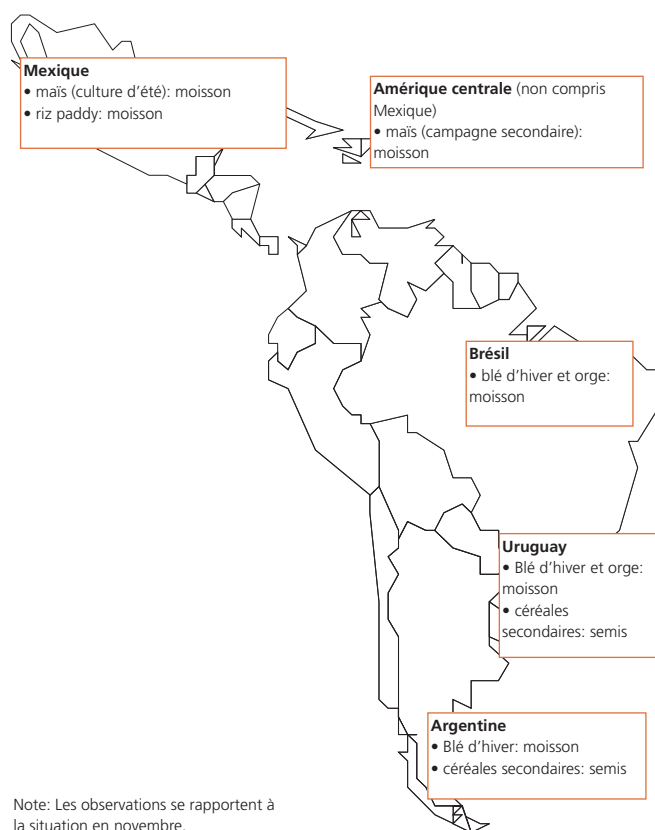 Mexique
• maïs (culture d’été): moisson
• riz paddy: moisson
Amérique centrale (non compris
Mexique)
• maïs (campagne secondaire):
moisson
Brésil
• blé d’hiver et orge:
moisson
Uruguay
• Blé d’hiver et orge:
moisson
• céréales
secondaires: semis
Argentine
• Blé d’hiver: moisson
• céréales secondaires: semis
Note: Les observations se rapportent à
la situation en novembre.